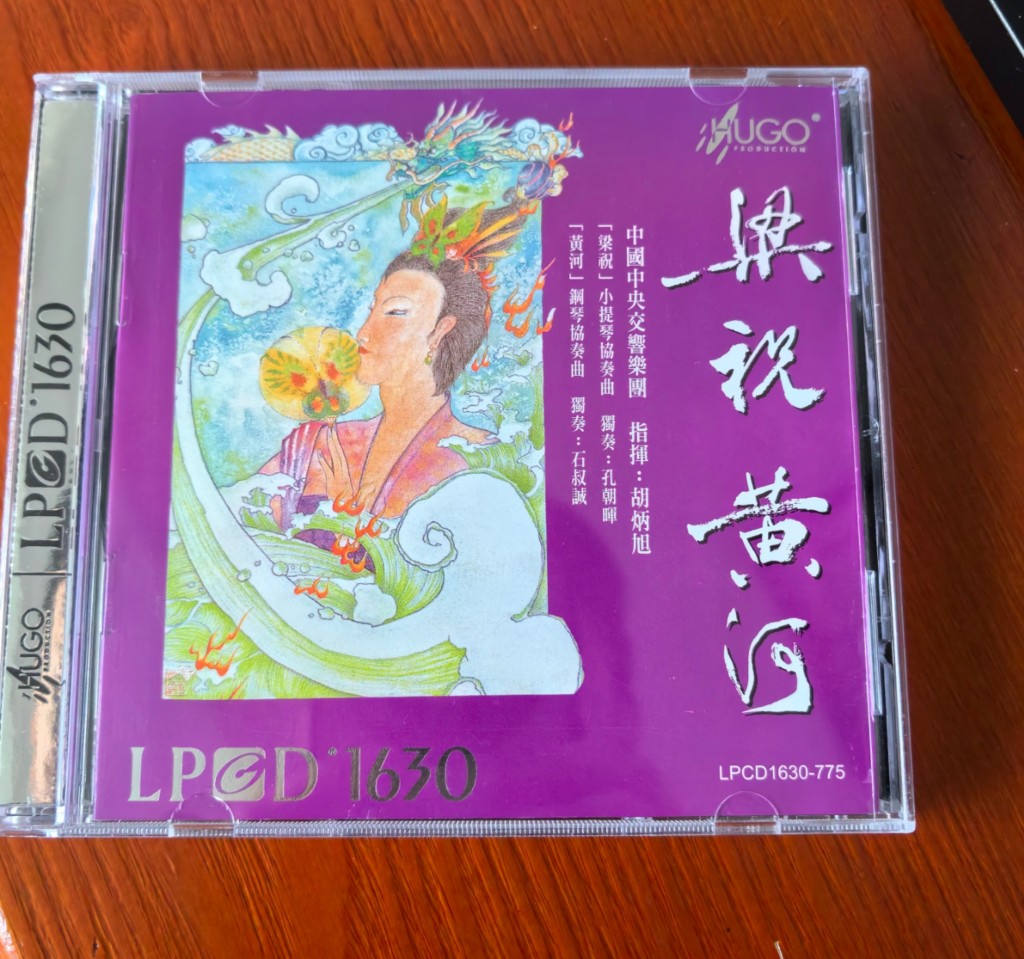 HUGO®
PRODUCTION
梁祝黄河
中國中央交響樂團 指揮：胡炳旭
「梁祝」小提琴協奏曲 獨奏：孔朝暉
「黃河」鋼琴協奏曲 獨奏：石叔誠
LPCD 1630
LPCD1630-775
HUGO
PRODUCTION
LPCD 1630